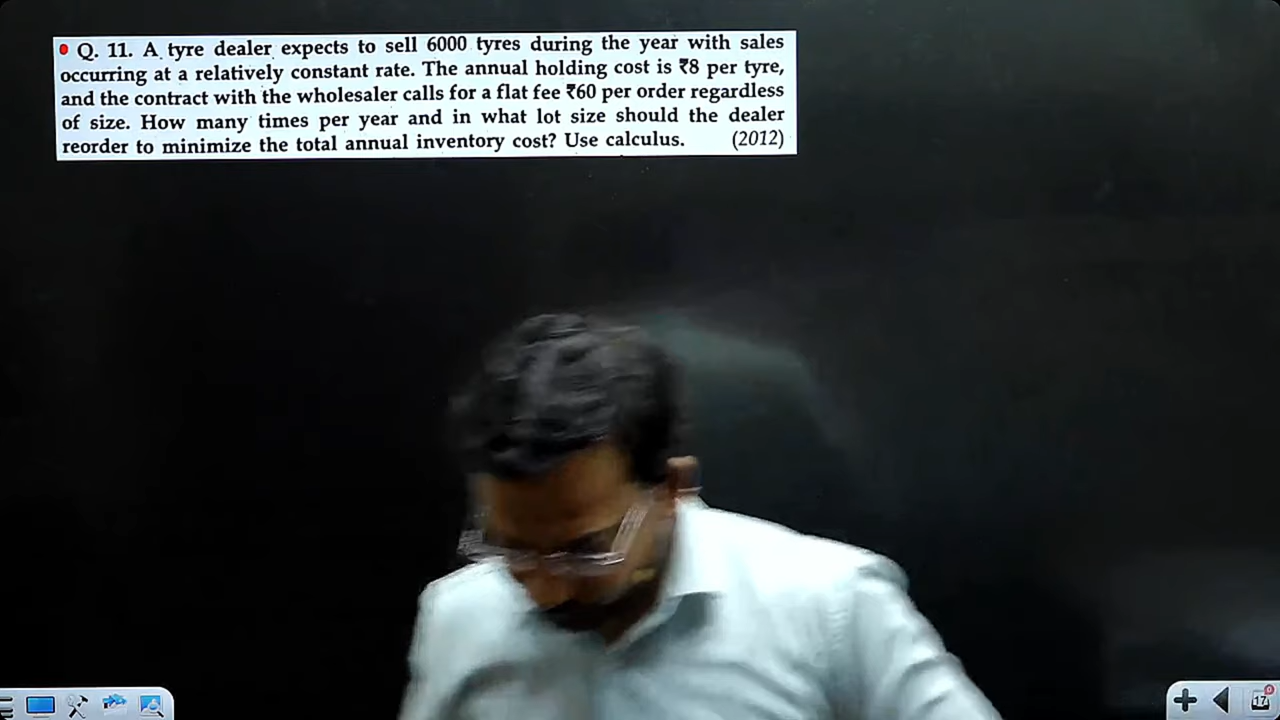 • Q. 11. A tyre dealer expects to sell 6000 tyres during the year with sales
occurring at a relatively constant rate. The annual holding cost is ₹8 per tyre,
and the contract with the wholesaler calls for a flat fee ₹60 per order regardless
of size. How many times per year and in what lot size should the dealer
reorder to minimize the total annual inventory cost? Use calculus. (2012)
17